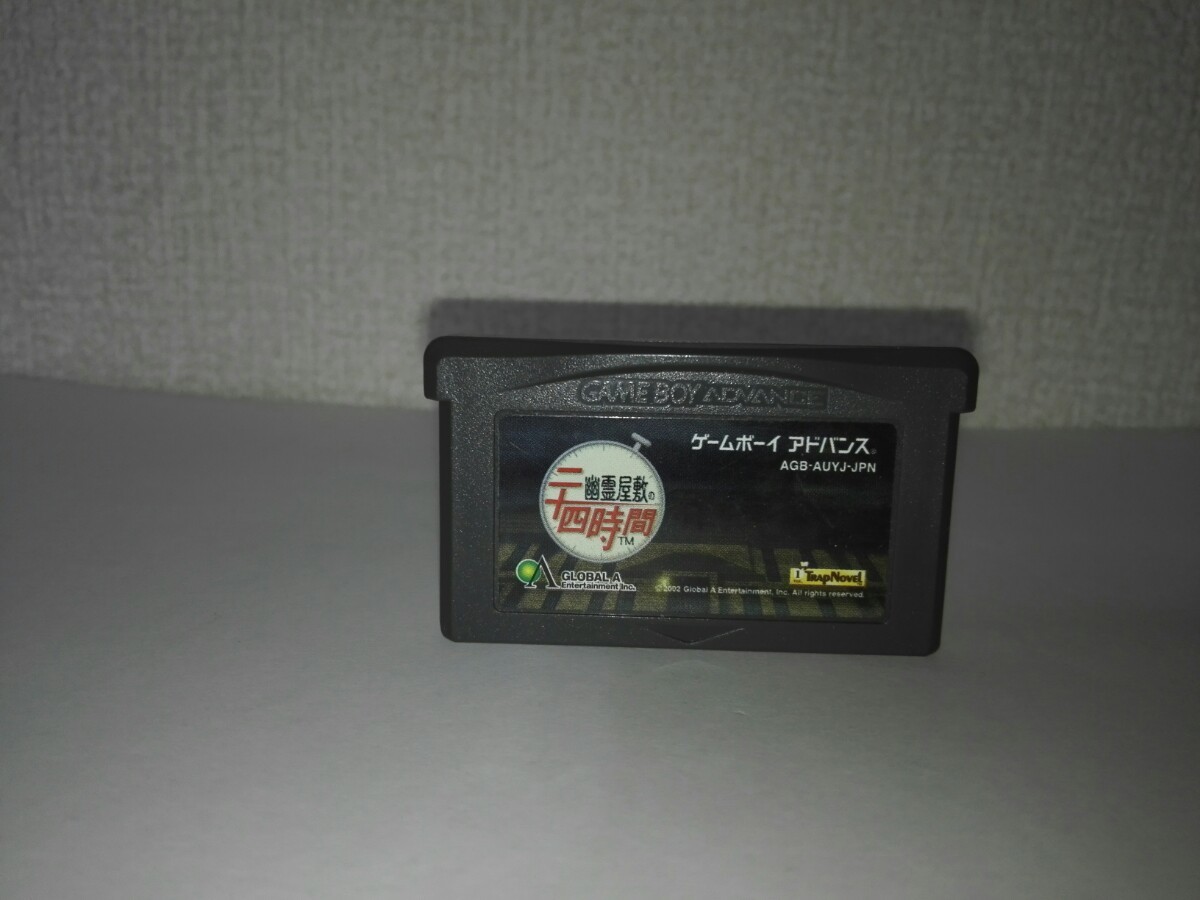 GAME BOY ADVANCE
ゲームボーイ アドバンス®
AGB-AUYJ-JPN
幽霊屋敷の
二十四時間
TM
GLOBAL A
Entertainment Inc.
I TRAPNOVEL
©2002 Global A Entertainment, Inc. All rights reserved.